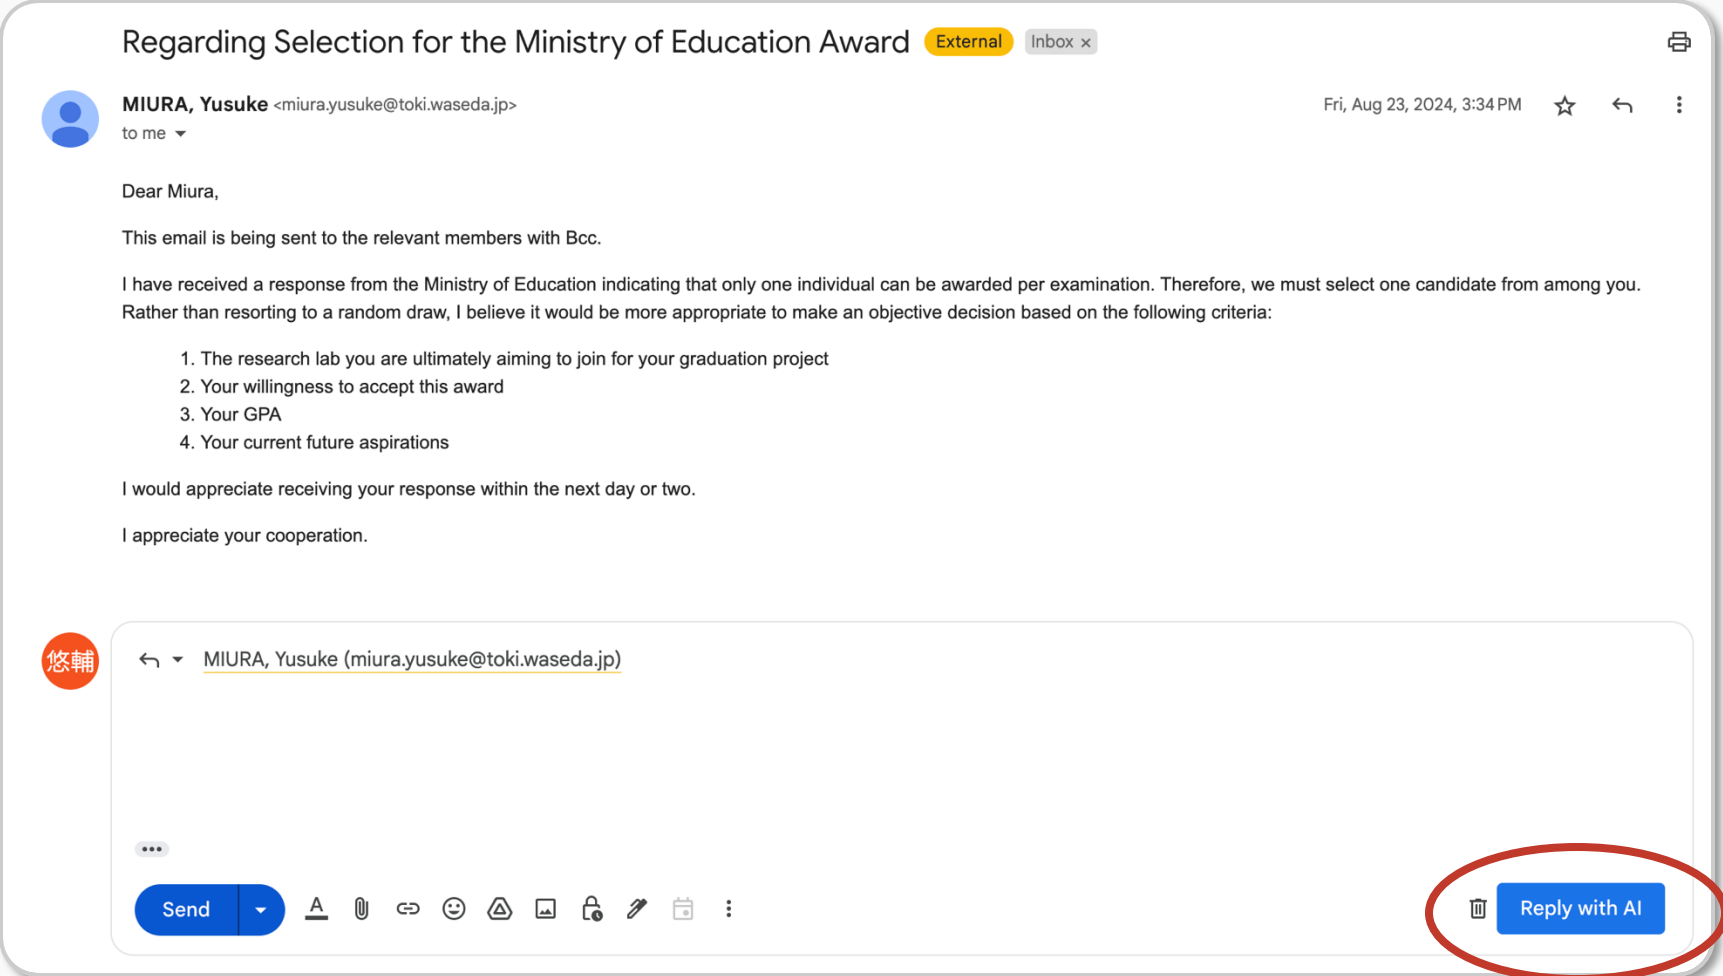 Regarding Selection for the Ministry of Education Award External Inbox ×
MIURA, Yusuke <miura.yusuke@toki.waseda.jp> Fri, Aug 23, 2024, 3:34 PM
to me
Dear Miura,
This email is being sent to the relevant members with Bcc.
I have received a response from the Ministry of Education indicating that only one individual can be awarded per examination. Therefore, we must select one candidate from among you.
Rather than resorting to a random draw, I believe it would be more appropriate to make an objective decision based on the following criteria:
1. The research lab you are ultimately aiming to join for your graduation project
2. Your willingness to accept this award
3. Your GPA
4. Your current future aspirations
I would appreciate receiving your response within the next day or two.
I appreciate your cooperation.
悠輔 MIURA, Yusuke (miura.yusuke@toki.waseda.jp)
Send Reply with AI